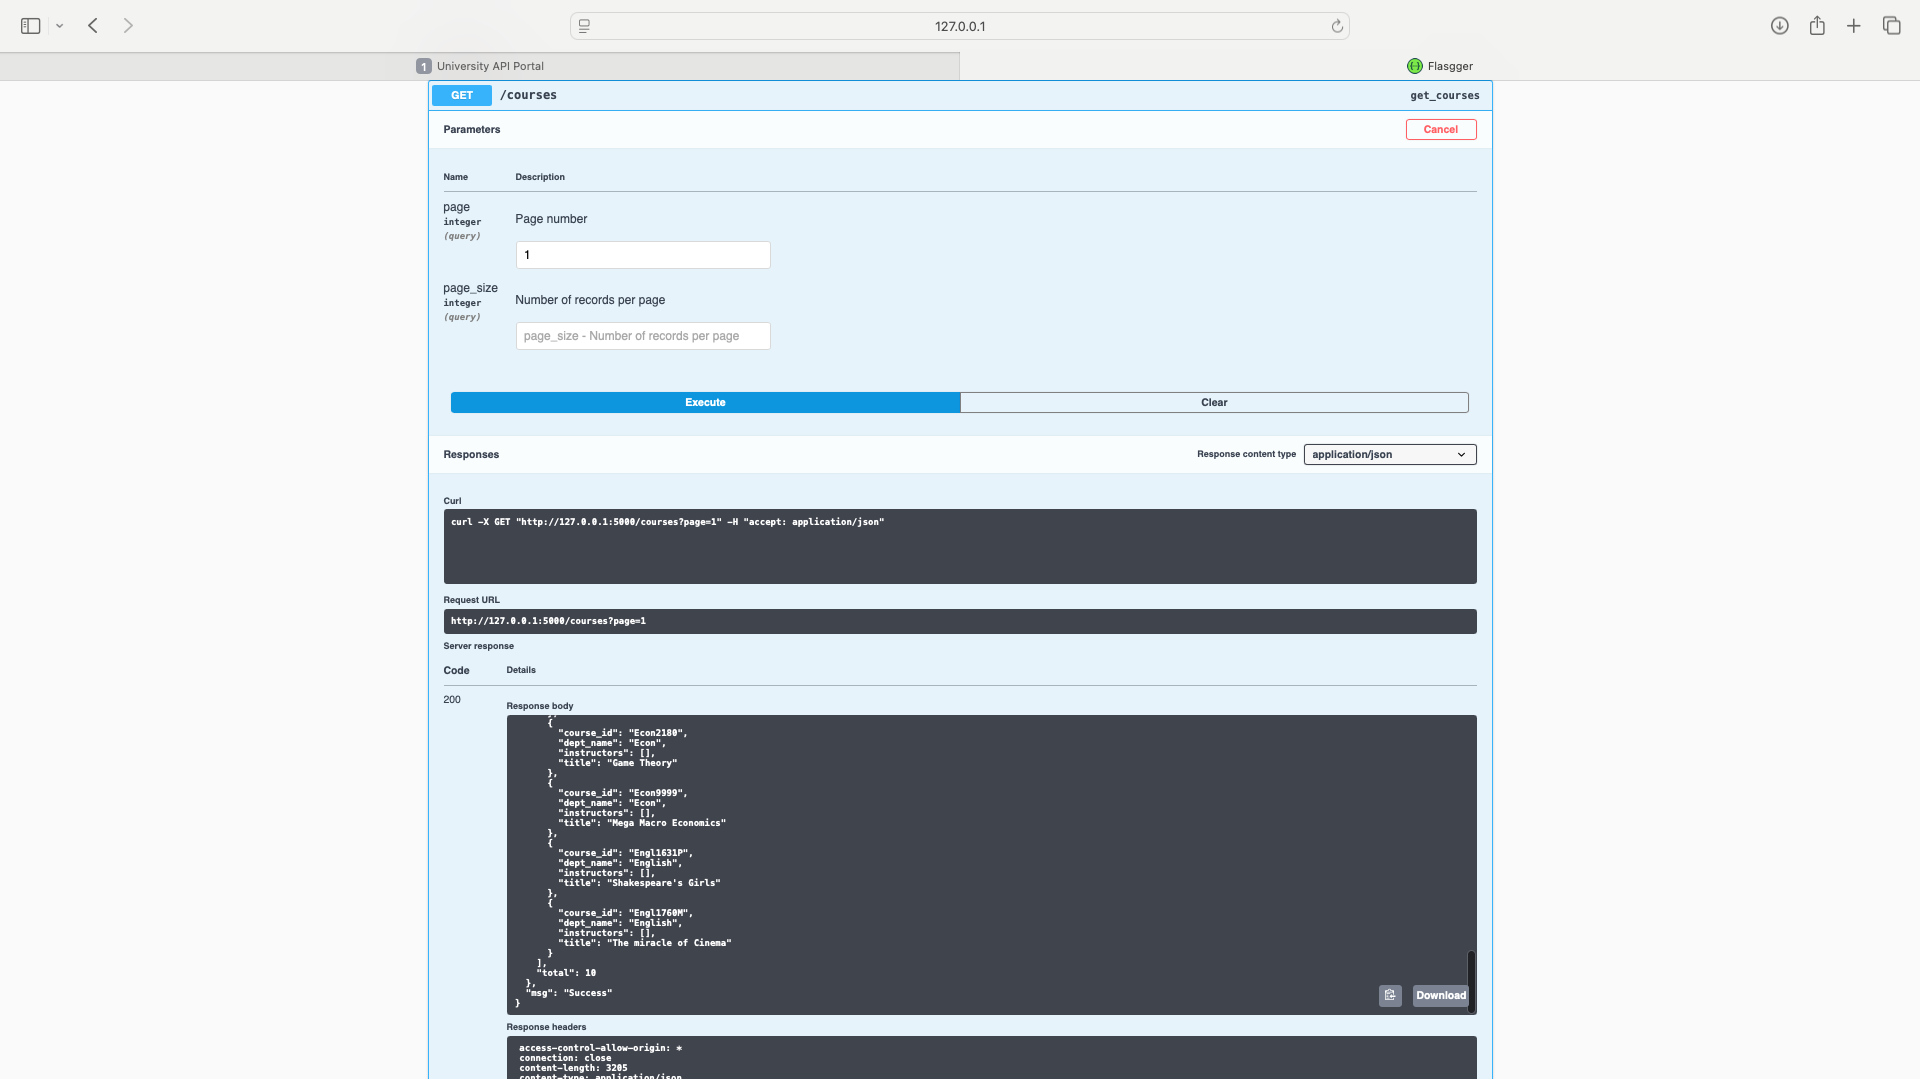 127.0.0.1
1 University API Portal
Flasgger
GET /courses get_courses
Parameters
Cancel
Name Description
page
integer
(query)
Page number
1
page_size
integer
(query)
Number of records per page
page_size - Number of records per page
Execute
Clear
Responses
Response content type
application/json
Curl
curl -X GET "http://127.0.0.1:5000/courses?page=1" -H "accept: application/json"
Request URL
http://127.0.0.1:5000/courses?page=1
Server response
Code Details
200
Response body
},
{
"course_id": "Econ2180",
"dept_name": "Econ",
"instructors": [],
"title": "Game Theory"
},
{
"course_id": "Econ9999",
"dept_name": "Econ",
"instructors": [],
"title": "Mega Macro Economics"
},
{
"course_id": "Engl1631P",
"dept_name": "English",
"instructors": [],
"title": "Shakespeare's Girls"
},
{
"course_id": "Engl1760M",
"dept_name": "English",
"instructors": [],
"title": "The miracle of Cinema"
}
],
"total": 10
},
"msg": "Success"
}
Download
Response headers
access-control-allow-origin: *
connection: close
content-length: 3205
content-type: application/json